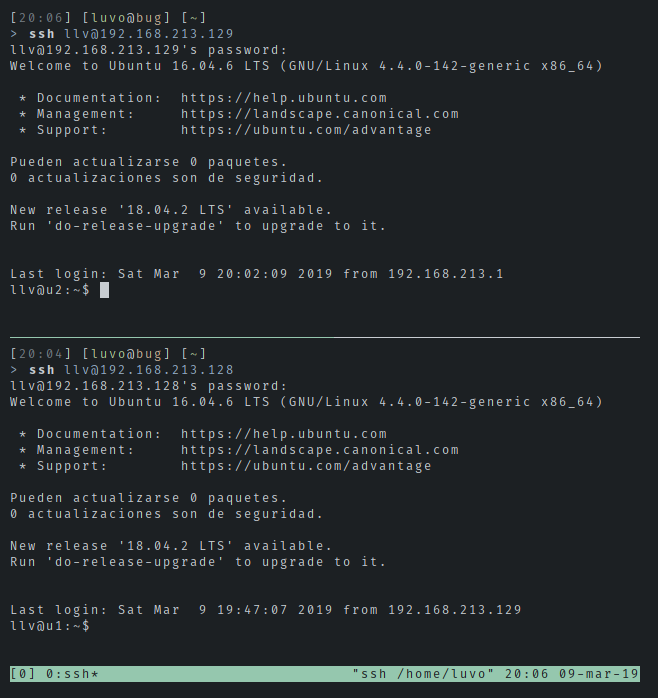 [20:06] [luvo@bug] [~]
> ssh llv@192.168.213.129
llv@192.168.213.129's password:
Welcome to Ubuntu 16.04.6 LTS (GNU/Linux 4.4.0-142-generic x86_64)
* Documentation: https://help.ubuntu.com
* Management: https://landscape.canonical.com
* Support: https://ubuntu.com/advantage
Pueden actualizarse 0 paquetes.
0 actualizaciones son de seguridad.
New release '18.04.2 LTS' available.
Run 'do-release-upgrade' to upgrade to it.
Last login: Sat Mar  9 20:02:09 2019 from 192.168.213.1
llv@u2:~$
[20:04] [luvo@bug] [~]
> ssh llv@192.168.213.128
llv@192.168.213.128's password:
Welcome to Ubuntu 16.04.6 LTS (GNU/Linux 4.4.0-142-generic x86_64)
* Documentation: https://help.ubuntu.com
* Management: https://landscape.canonical.com
* Support: https://ubuntu.com/advantage
Pueden actualizarse 0 paquetes.
0 actualizaciones son de seguridad.
New release '18.04.2 LTS' available.
Run 'do-release-upgrade' to upgrade to it.
Last login: Sat Mar  9 19:47:07 2019 from 192.168.213.129
llv@u1:~$
[0] 0:ssh* "ssh /home/luvo" 20:06 09-mar-19